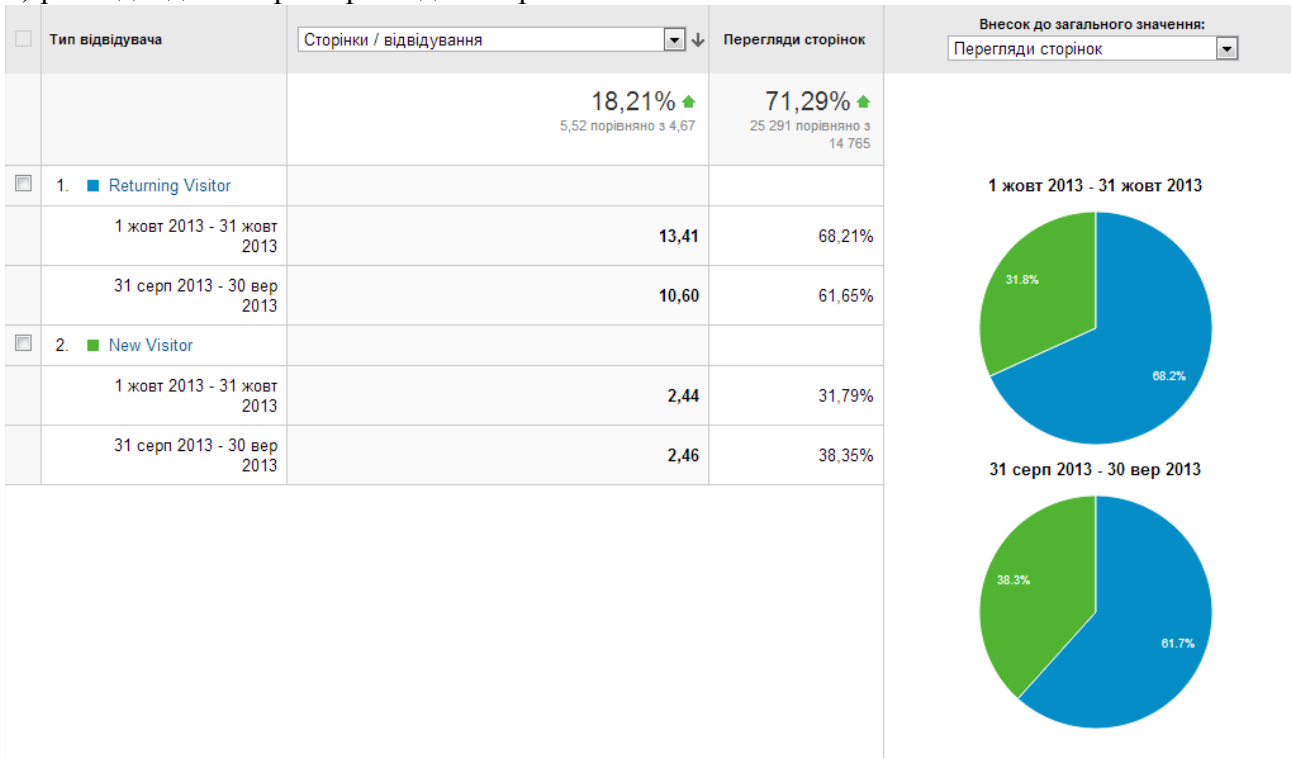 Тип відвідувача
Сторінки / відвідування
Перегляди сторінок
Внесок до загального значення:
Перегляди сторінок
18,21%
5,52 порівняно з 4,67
71,29%
25 291 порівняно з
14 765
1. Returning Visitor
1 жовт 2013 - 31 жовт
2013
13,41
68,21%
31 серп 2013 - 30 вер
2013
10,60
61,65%
2. New Visitor
1 жовт 2013 - 31 жовт
2013
2,44
31,79%
31 серп 2013 - 30 вер
2013
2,46
38,35%
1 жовт 2013 - 31 жовт 2013
31.8%
68.2%
31 серп 2013 - 30 вер 2013
38.3%
61.7%